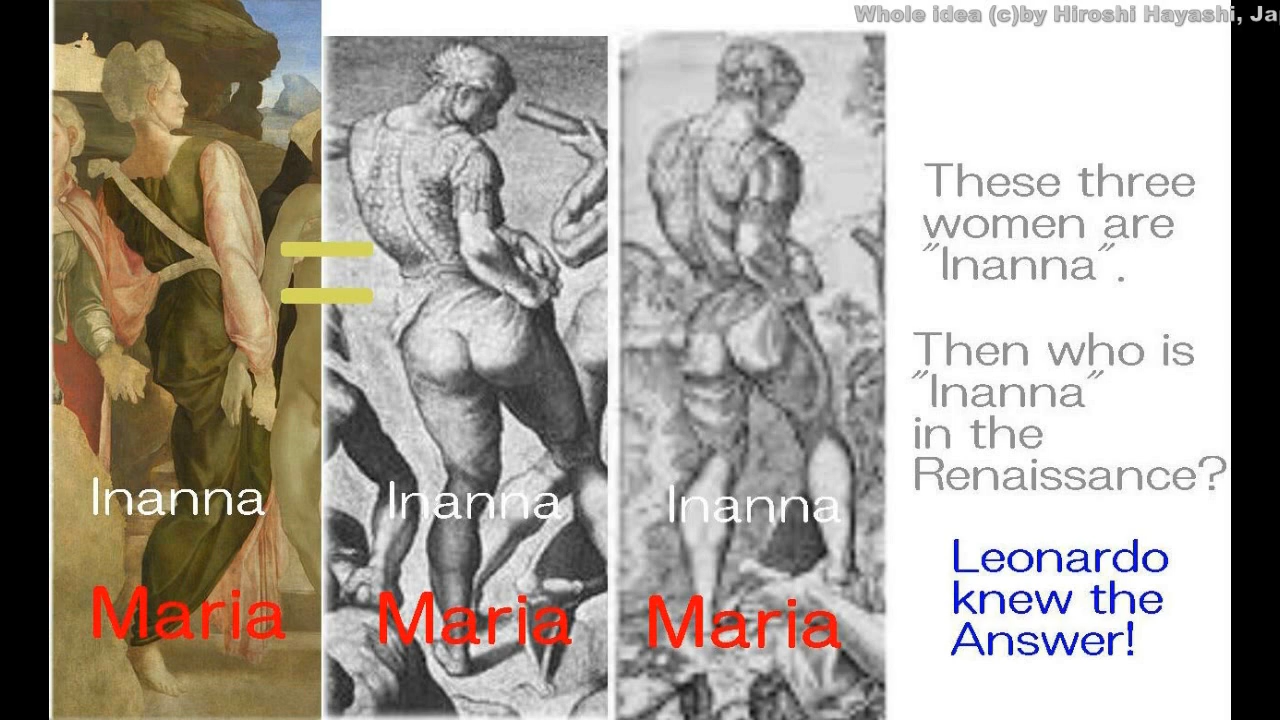 Whole idea (c)by Hiroshi Hayashi, Ja
These three
women are
"Inanna".
Then who is
"Inanna"
in the
Renaissance?
Leonardo
knew the
Answer!
Inanna
Inanna
Inanna
Maria
Maria
Maria